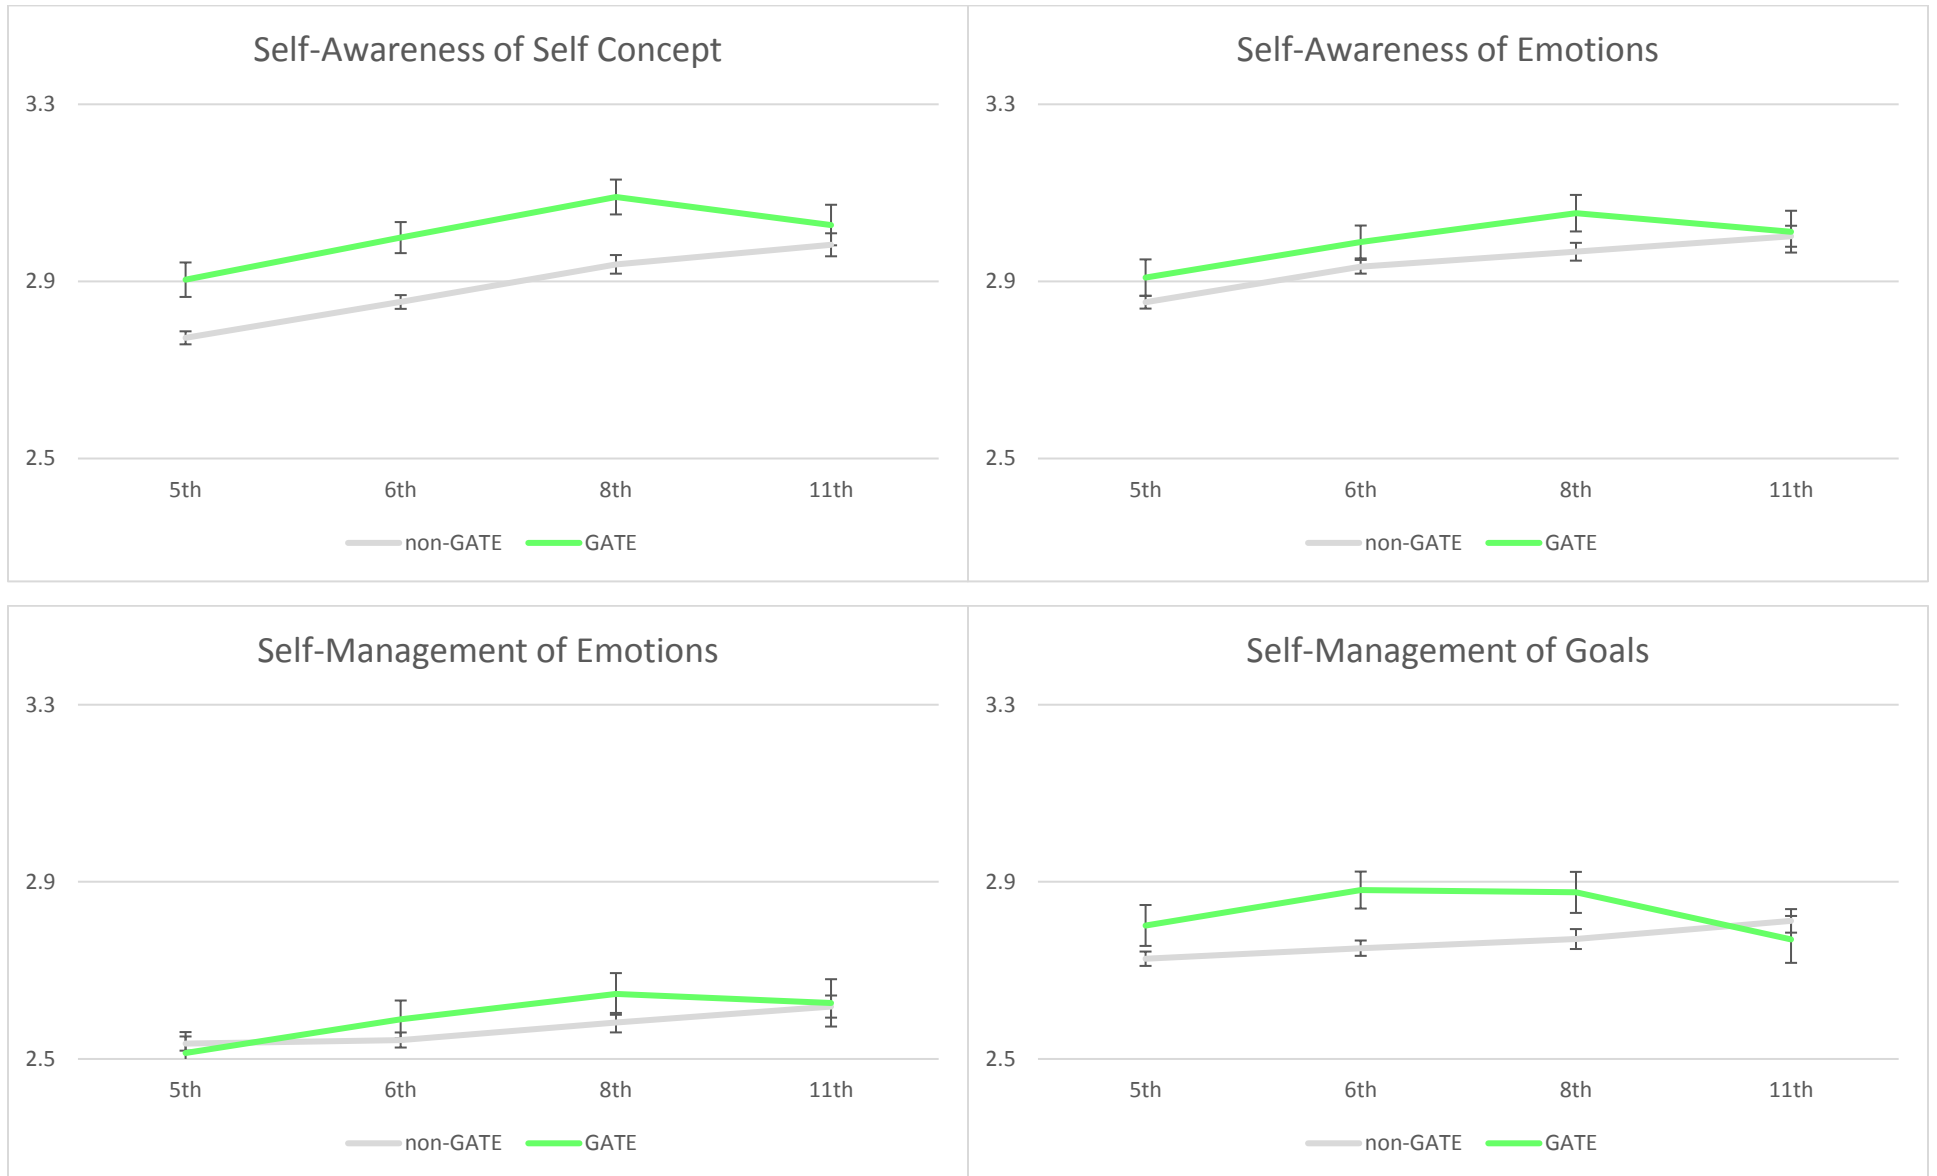 Self-Awareness of Self Concept
3.3
2.9
2.5
5th 6th 8th 11th
non-GATE GATE
Self-Awareness of Emotions
3.3
2.9
2.5
5th 6th 8th 11th
non-GATE GATE
Self-Management of Emotions
3.3
2.9
2.5
5th 6th 8th 11th
non-GATE GATE
Self-Management of Goals
3.3
2.9
2.5
5th 6th 8th 11th
non-GATE GATE